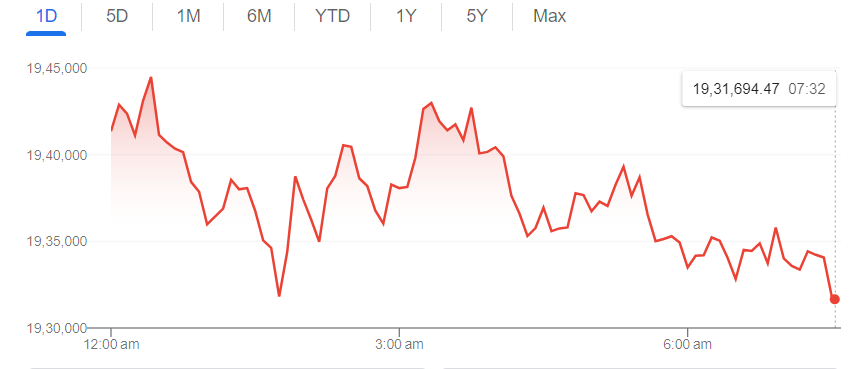 1D 5D 1M 6M YTD 1Y 5Y Max
19,45,000
19,31,694.47 07:32
19,40,000
19,35,000
19,30,000
12:00 am 3:00 am 6:00 am